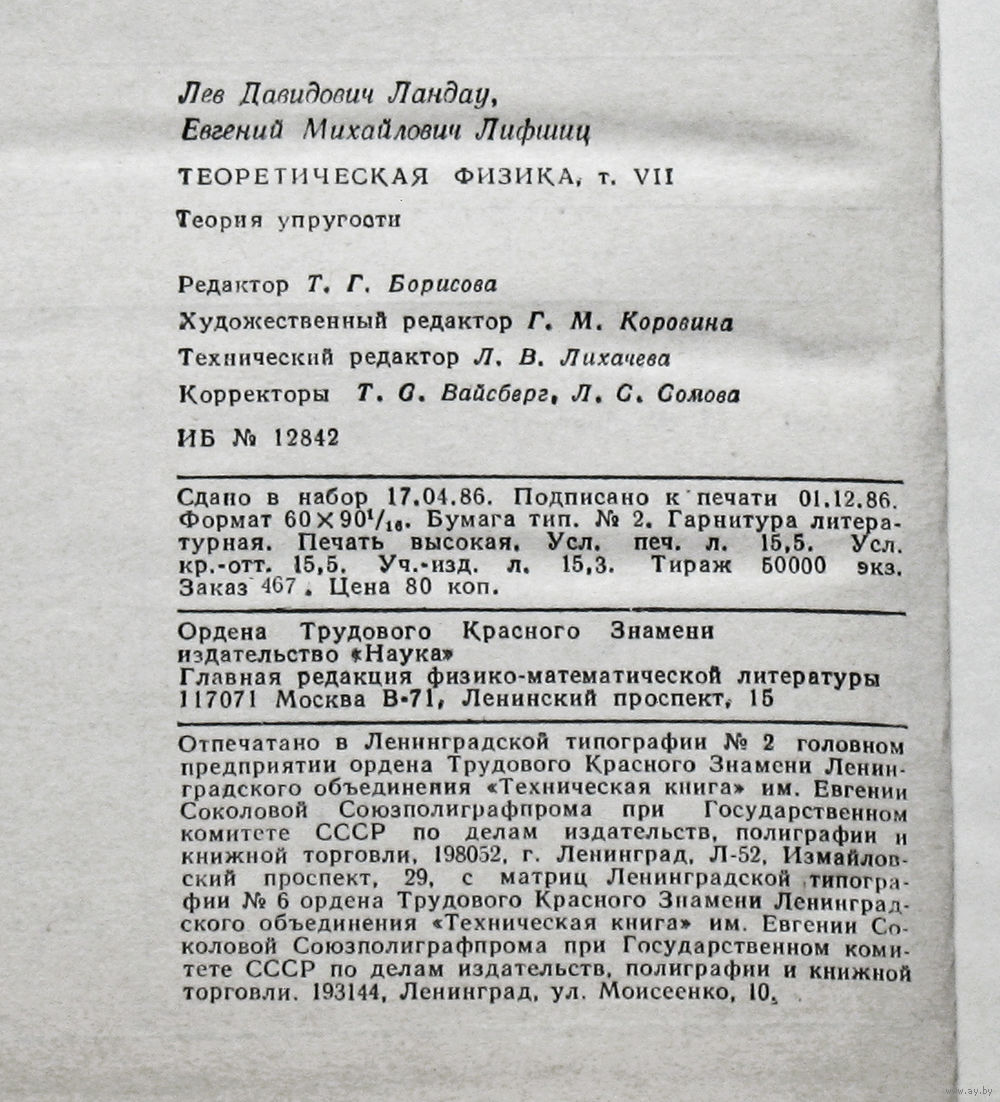 Лев Давидович Ландау,
Евгений Михайлович Лифшиц
ТЕОРЕТИЧЕСКАЯ ФИЗИКА, т. VII
Теория упругости
Редактор Т. Г. Борисова
Художественный редактор Г. М. Коровина
Технический редактор Л. В. Лихачева
Корректоры Т. С. Вайсберг, Л. С. Сомова
ИБ № 12842
Сдано в набор 17.04.86. Подписано к печати 01.12.86.
Формат 60×90¹/₁₆. Бумага тип. № 2. Гарнитура литера-
турная. Печать высокая. Усл. печ. л. 15,5. Усл.
кр.-отт. 15,5. Уч.-изд. л. 15,3. Тираж 50000 экз.
Заказ 467. Цена 80 коп.
Ордена Трудового Красного Знамени
издательство «Наука»
Главная редакция физико-математической литературы
117071 Москва В-71, Ленинский проспект, 15
Отпечатано в Ленинградской типографии № 2 головном
предприятии ордена Трудового Красного Знамени Ленин-
градского объединения «Техническая книга» им. Евгении
Соколовой Союзполиграфпрома при Государственном
комитете СССР по делам издательств, полиграфии и
книжной торговли, 198052, г. Ленинград, Л-52, Измайлов-
ский проспект, 29, с матриц Ленинградской типогра-
фии № 6 ордена Трудового Красного Знамени Ленинград-
ского объединения «Техническая книга» им. Евгении Со-
коловой Союзполиграфпрома при Государственном коми-
тете СССР по делам издательств, полиграфии и книжной
торговли. 193144, Ленинград, ул. Моисеенко, 10.
www.ay.by